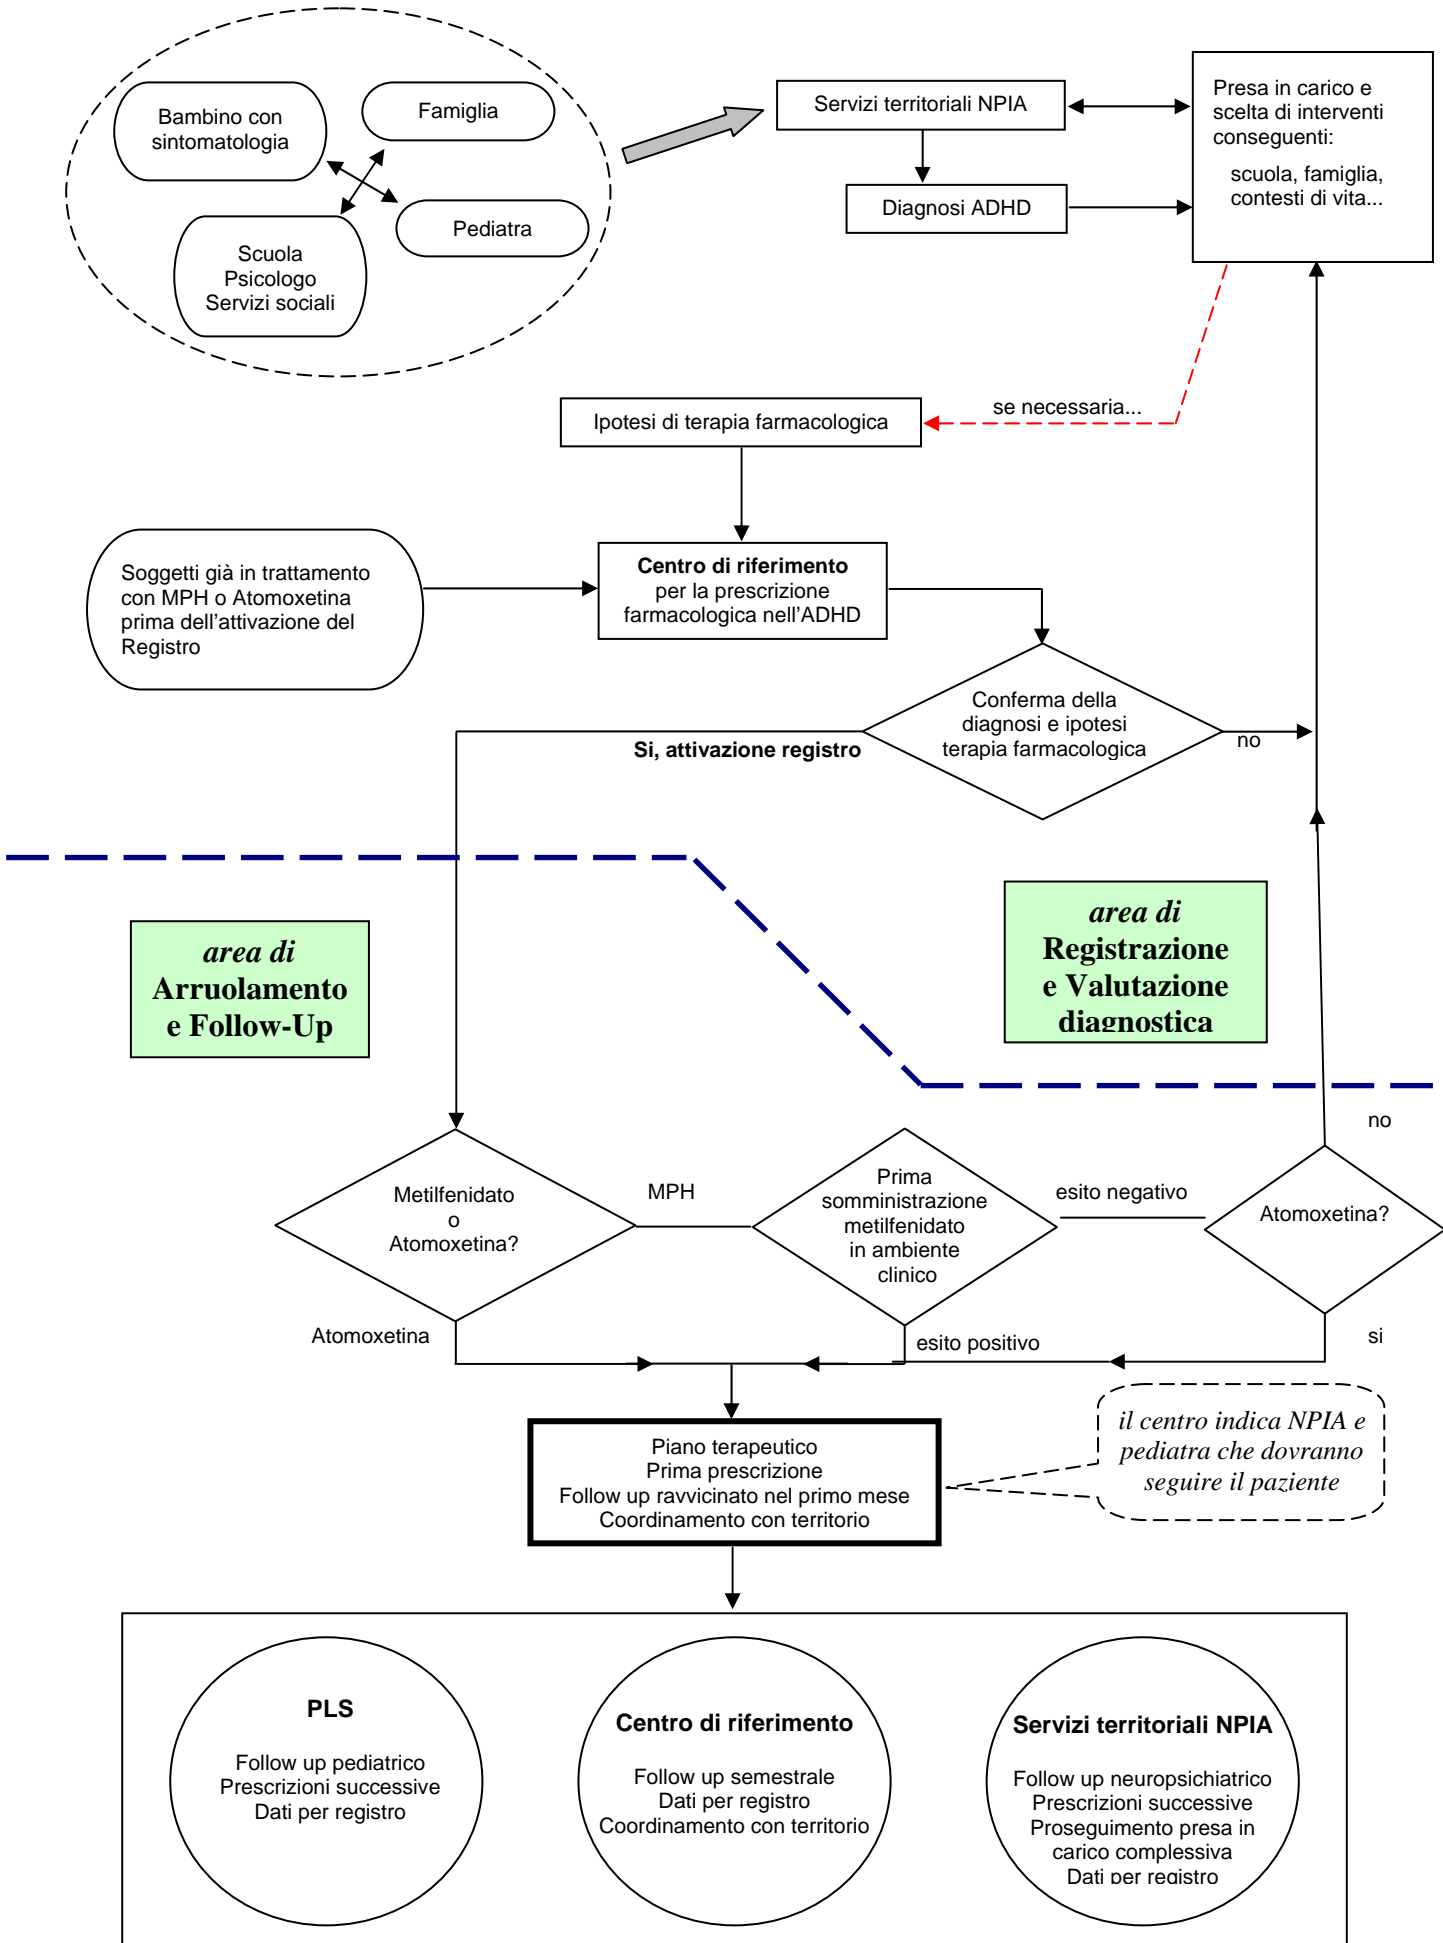 Bambino con
sintomatologia
Famiglia
Pediatra
Scuola
Psicologo
Servizi sociali
Servizi territoriali NPIA
Diagnosi ADHD
Presa in carico e
scelta di interventi
conseguenti:
scuola, famiglia,
contesti di vita...
se necessaria...
Ipotesi di terapia farmacologica
Soggetti già in trattamento
con MPH o Atomoxetina
prima dell'attivazione del
Registro
Centro di riferimento
per la prescrizione
farmacologica nell'ADHD
Conferma della
diagnosi e ipotesi
terapia farmacologica
Si, attivazione registro
no
area di
Arruolamento
e Follow-Up
area di
Registrazione
e Valutazione
diagnostica
Metilfenidato
o
Atomoxetina?
MPH
Prima
somministrazione
metilfenidato
in ambiente
clinico
esito negativo
Atomoxetina?
no
si
Atomoxetina
esito positivo
Piano terapeutico
Prima prescrizione
Follow up ravvicinato nel primo mese
Coordinamento con territorio
il centro indica NPIA e
pediatra che dovranno
seguire il paziente
PLS
Follow up pediatrico
Prescrizioni successive
Dati per registro
Centro di riferimento
Follow up semestrale
Dati per registro
Coordinamento con territorio
Servizi territoriali NPIA
Follow up neuropsichiatrico
Prescrizioni successive
Proseguimento presa in
carico complessiva
Dati per registro